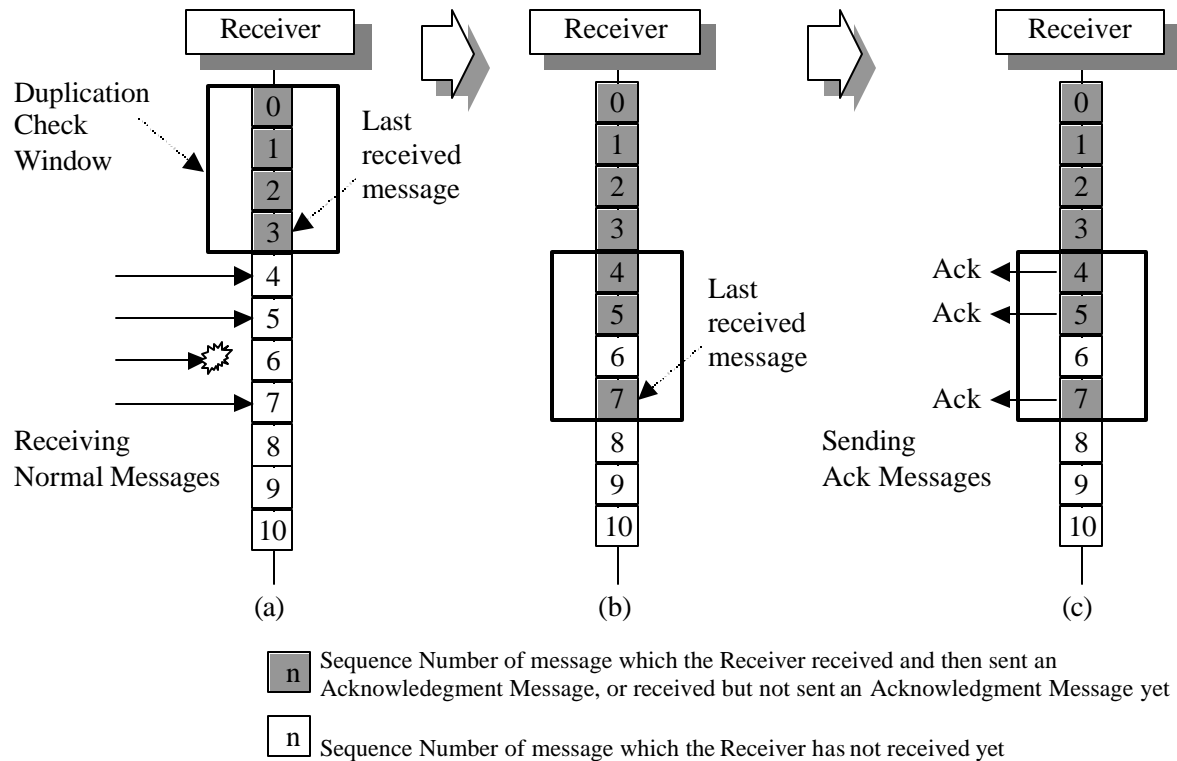 Receiver
Receiver
Receiver
Duplication
Check
Window
Last
received
message
0
1
2
3
4
5
6
7
8
9
10
Receiving
Normal Messages
(a)
0
1
2
3
4
5
6
7
8
9
10
Last
received
message
(b)
0
1
2
3
Ack
4
Ack
5
6
Ack
7
8
9
10
Sending
Ack Messages
(c)
n
Sequence Number of message which the Receiver received and then sent an
Acknowledegment Message, or received but not sent an Acknowledgment Message yet
n
Sequence Number of message which the Receiver has not received yet